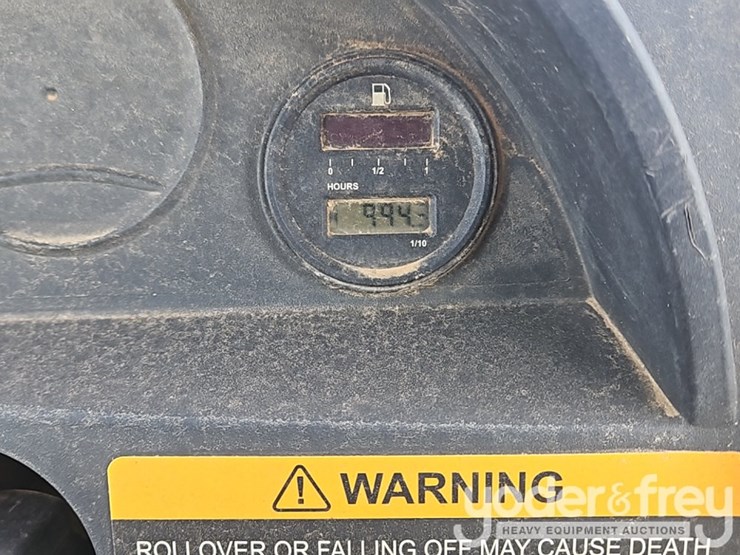 0 1/2 1
HOURS
1/10
WARNING
yoder&frey
HEAVY EQUIPMENT AUCTIONS
ROLLOVER OR FALLING OFF MAY CAUSE DEATH